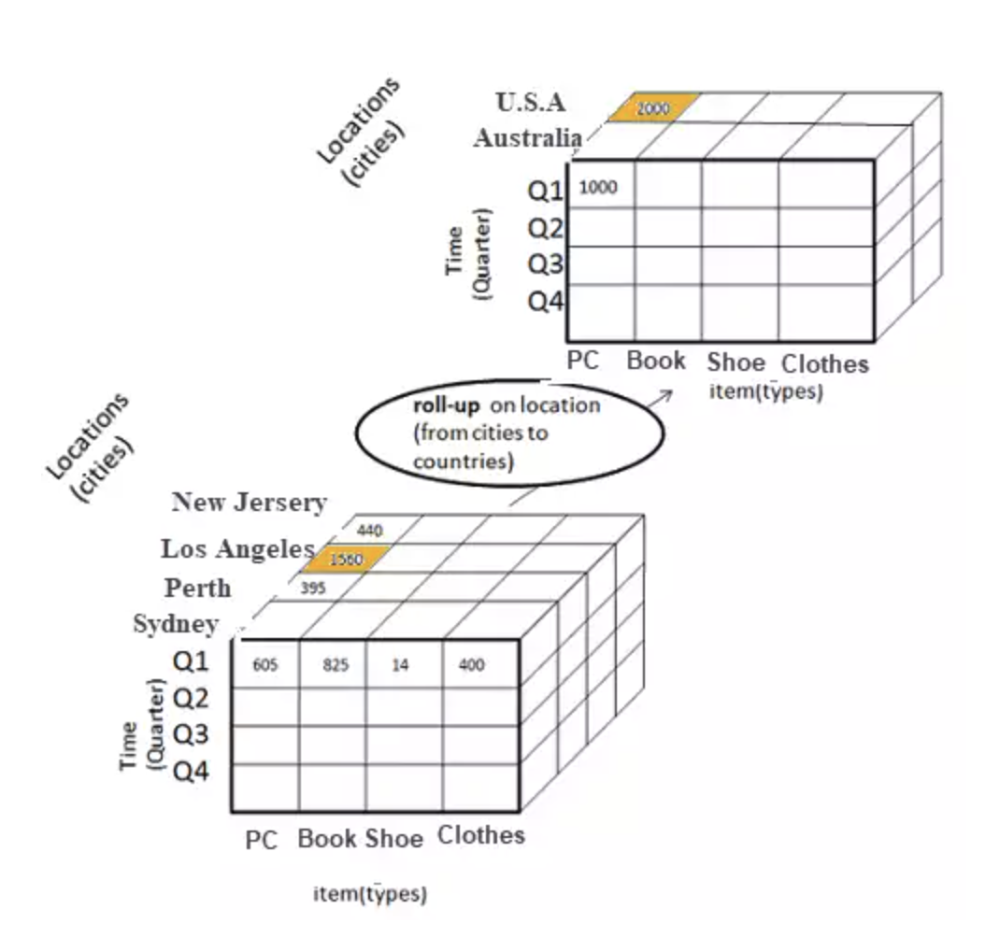 Locations
(cities)
U.S.A
2000
Australia
Q1 1000
Q2
Q3
Q4
Time
(Quarter)
PC Book Shoe Clothes
item(types)
roll-up on location
(from cities to
countries)
Locations
(cities)
New Jersery
440
Los Angeles
1560
Perth
395
Sydney
Q1 605 825 14 400
Q2
Q3
Q4
Time
(Quarter)
PC Book Shoe Clothes
item(types)